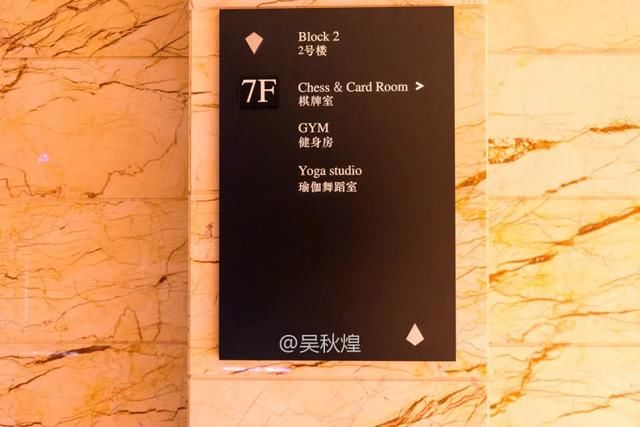 Block 2
2号楼
7F
Chess & Card Room >
棋牌室
GYM
健身房
Yoga studio
瑜伽舞蹈室
@吴秋煌